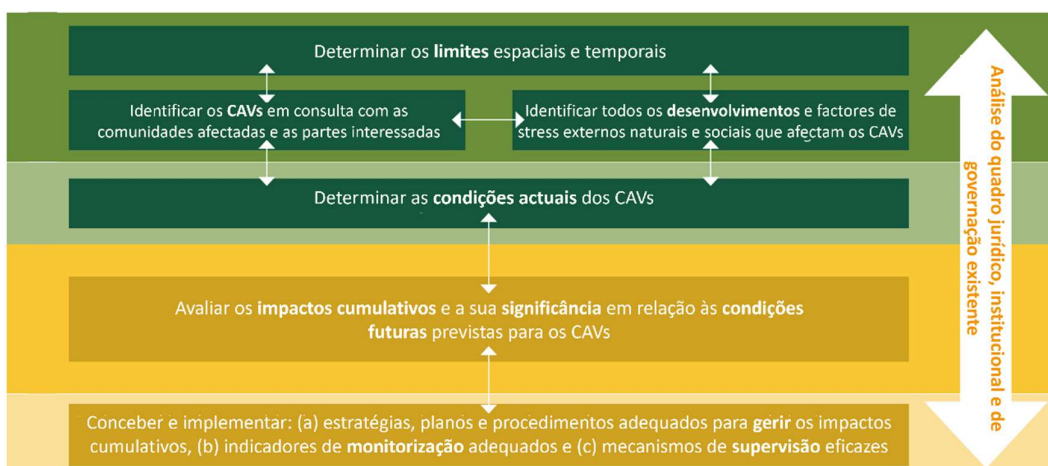 Determinar os limites espaciais e temporais
Identificar os CAVs em consulta com as
comunidades afectadas e as partes interessadas
Identificar todos os desenvolvimentos e factores de
stress externos naturais e sociais que afectam os CAVs
Determinar as condições actuais dos CAVs
Avaliar os impactos cumulativos e a sua significância em relação às condições
futuras previstas para os CAVs
Conceber e implementar: (a) estratégias, planos e procedimentos adequados para gerir os impactos
cumulativos, (b) indicadores de monitorização adequados e (c) mecanismos de supervisão eficazes
Análise do quadro jurídico, institucional e de
governação existente